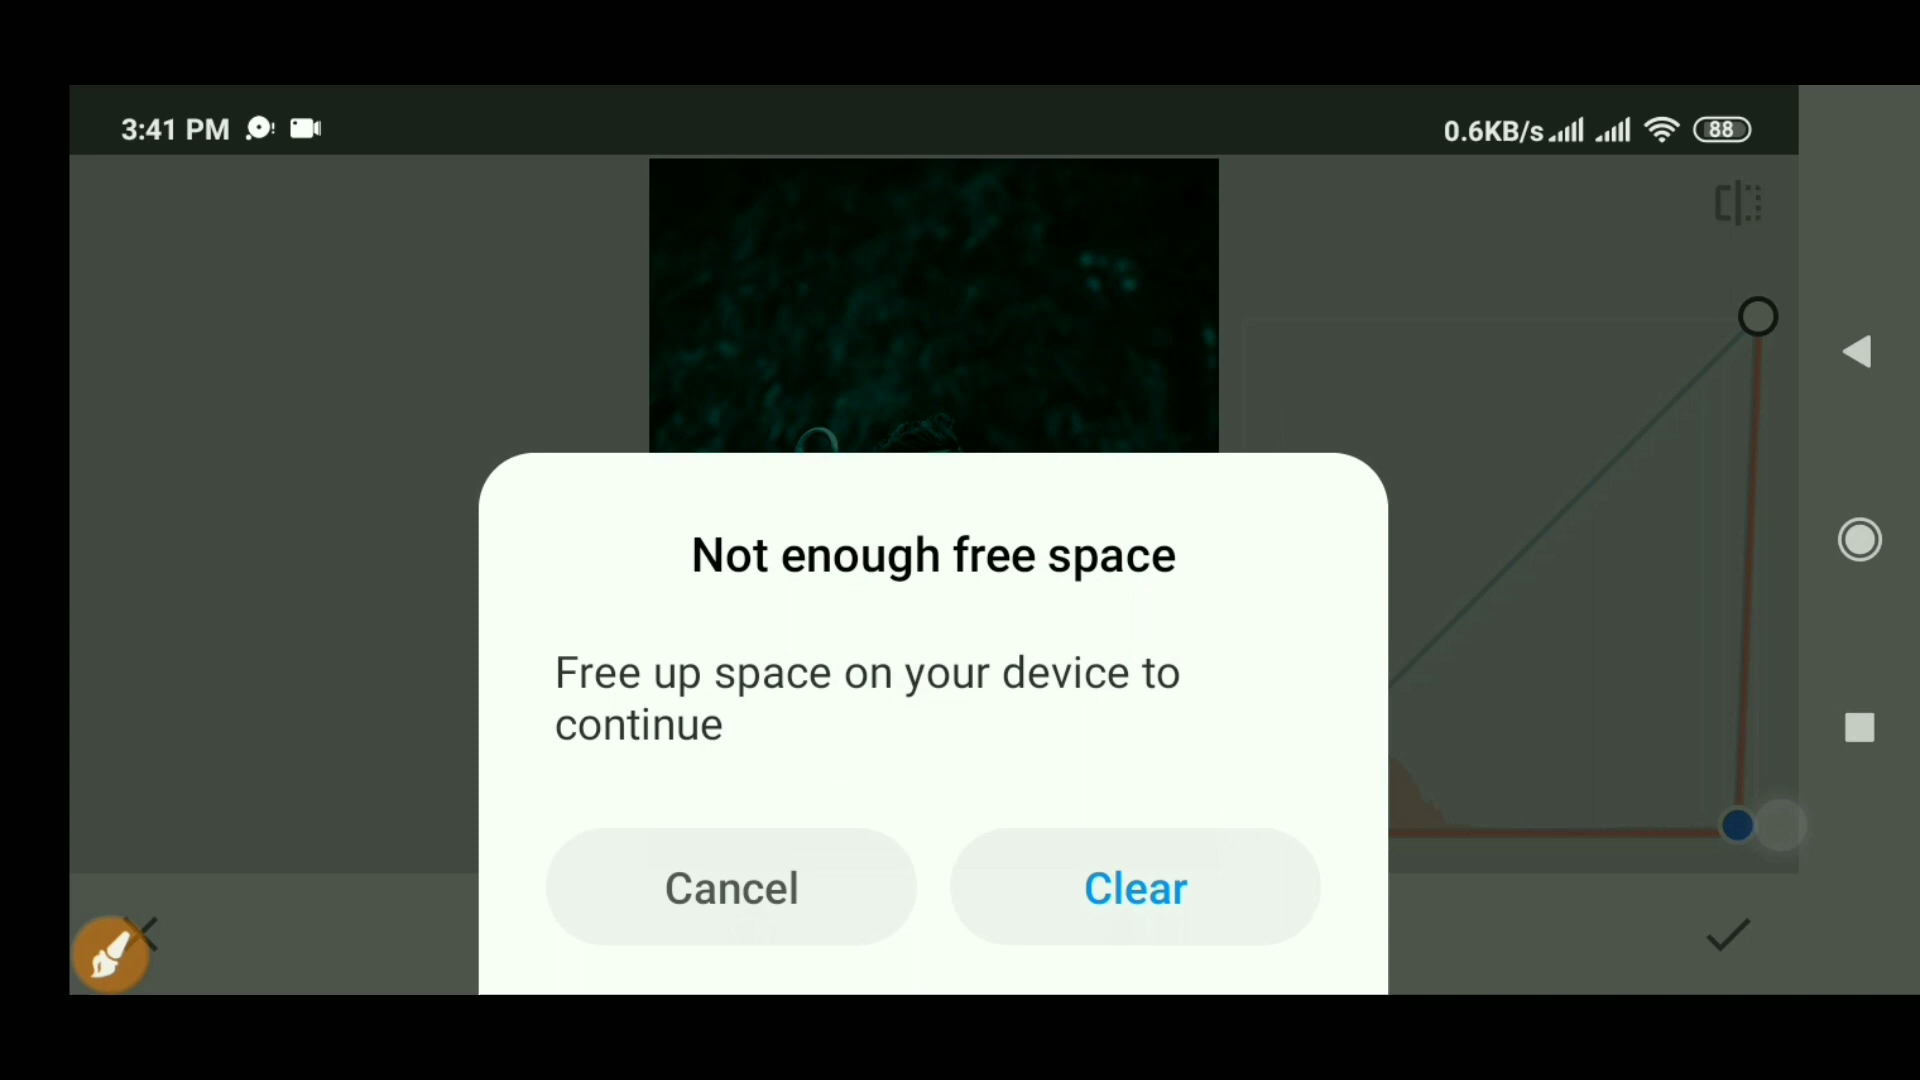 3:41 PM
0.6KB/s
88
Not enough free space
Free up space on your device to
continue
Cancel
Clear